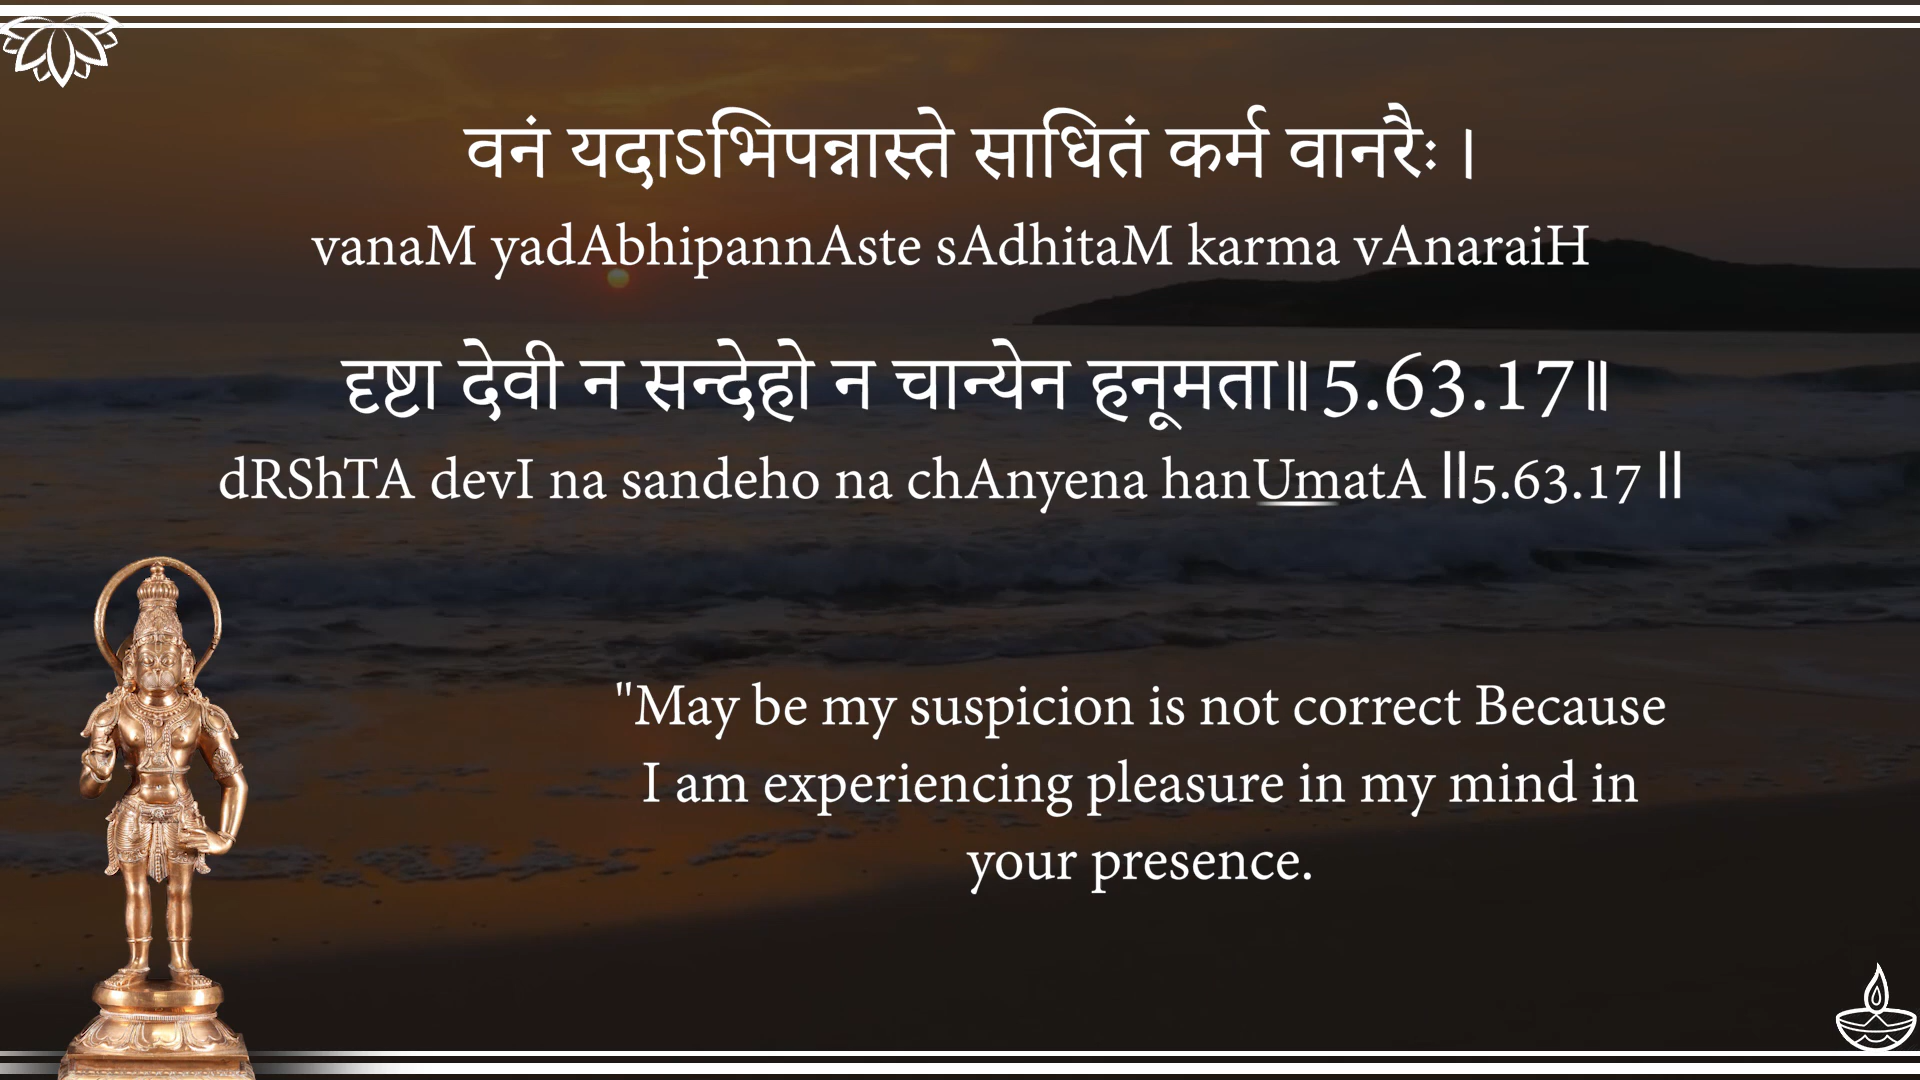 वनं यदाऽभिपन्नास्ते साधितं कर्म वानरैः ।
vanaM yadAbhipannAste sAdhitaM karma vAnaraiH
दृष्टा देवी न सन्देहो न चान्येन हनूमता॥5.63.17॥
dRShTA devI na sandeho na chAnyena hanUmatA ||5.63.17 ||
"May be my suspicion is not correct Because
I am experiencing pleasure in my mind in
your presence.